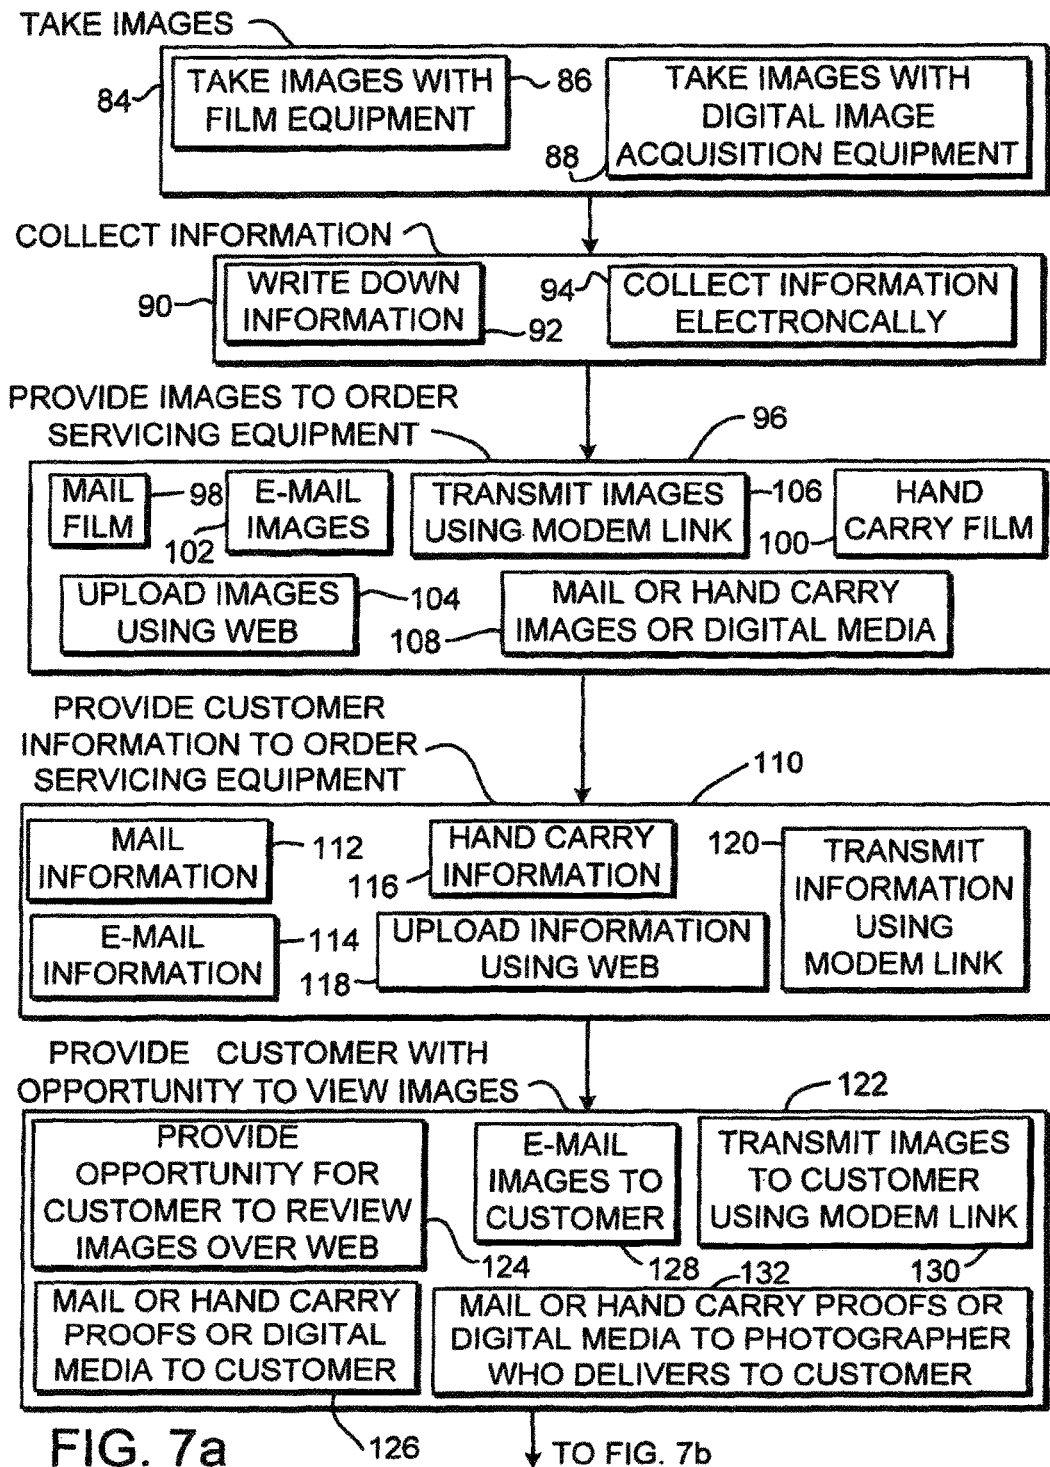 TAKE IMAGES
84
TAKE IMAGES WITH
FILM EQUIPMENT
86
TAKE IMAGES WITH
DIGITAL IMAGE
ACQUISITION EQUIPMENT
88
COLLECT INFORMATION
90
WRITE DOWN
INFORMATION
92
94
COLLECT INFORMATION
ELECTRONCALLY
PROVIDE IMAGES TO ORDER
SERVICING EQUIPMENT
96
MAIL
FILM
98
E-MAIL
IMAGES
102
TRANSMIT IMAGES
USING MODEM LINK
106
HAND
CARRY FILM
100
UPLOAD IMAGES
USING WEB
104
MAIL OR HAND CARRY
IMAGES OR DIGITAL MEDIA
108
PROVIDE CUSTOMER
INFORMATION TO ORDER
SERVICING EQUIPMENT
110
MAIL
INFORMATION
112
HAND CARRY
INFORMATION
116
120
TRANSMIT
INFORMATION
USING
MODEM LINK
E-MAIL
INFORMATION
114
UPLOAD INFORMATION
USING WEB
118
PROVIDE CUSTOMER WITH
OPPORTUNITY TO VIEW IMAGES
122
PROVIDE
OPPORTUNITY FOR
CUSTOMER TO REVIEW
IMAGES OVER WEB
124
E-MAIL
IMAGES TO
CUSTOMER
128
TRANSMIT IMAGES
TO CUSTOMER
USING MODEM LINK
130
MAIL OR HAND CARRY
PROOFS OR DIGITAL
MEDIA TO CUSTOMER
126
132
MAIL OR HAND CARRY PROOFS OR
DIGITAL MEDIA TO PHOTOGRAPHER
WHO DELIVERS TO CUSTOMER
FIG. 7a
TO FIG. 7b